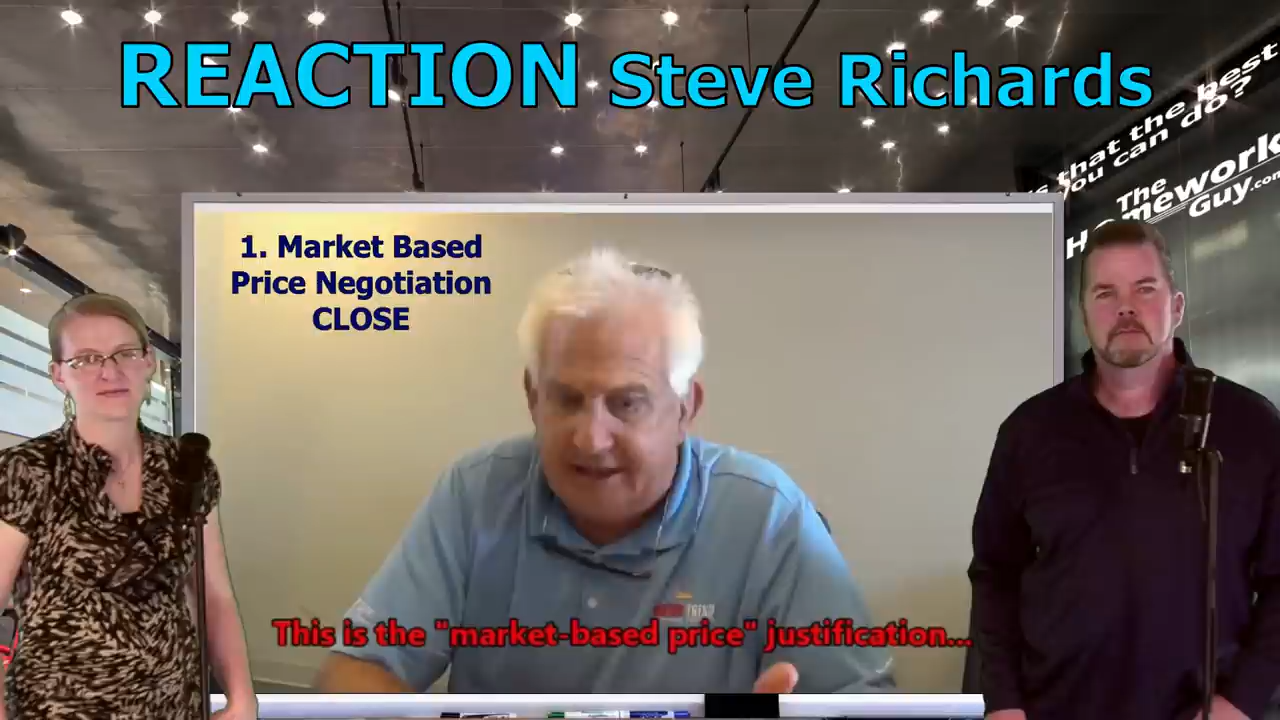 REACTION Steve Richards
s that the best
you can do?
The
Homework
Guy.com
1. Market Based
Price Negotiation
CLOSE
TREND
This is the "market-based price" justification...